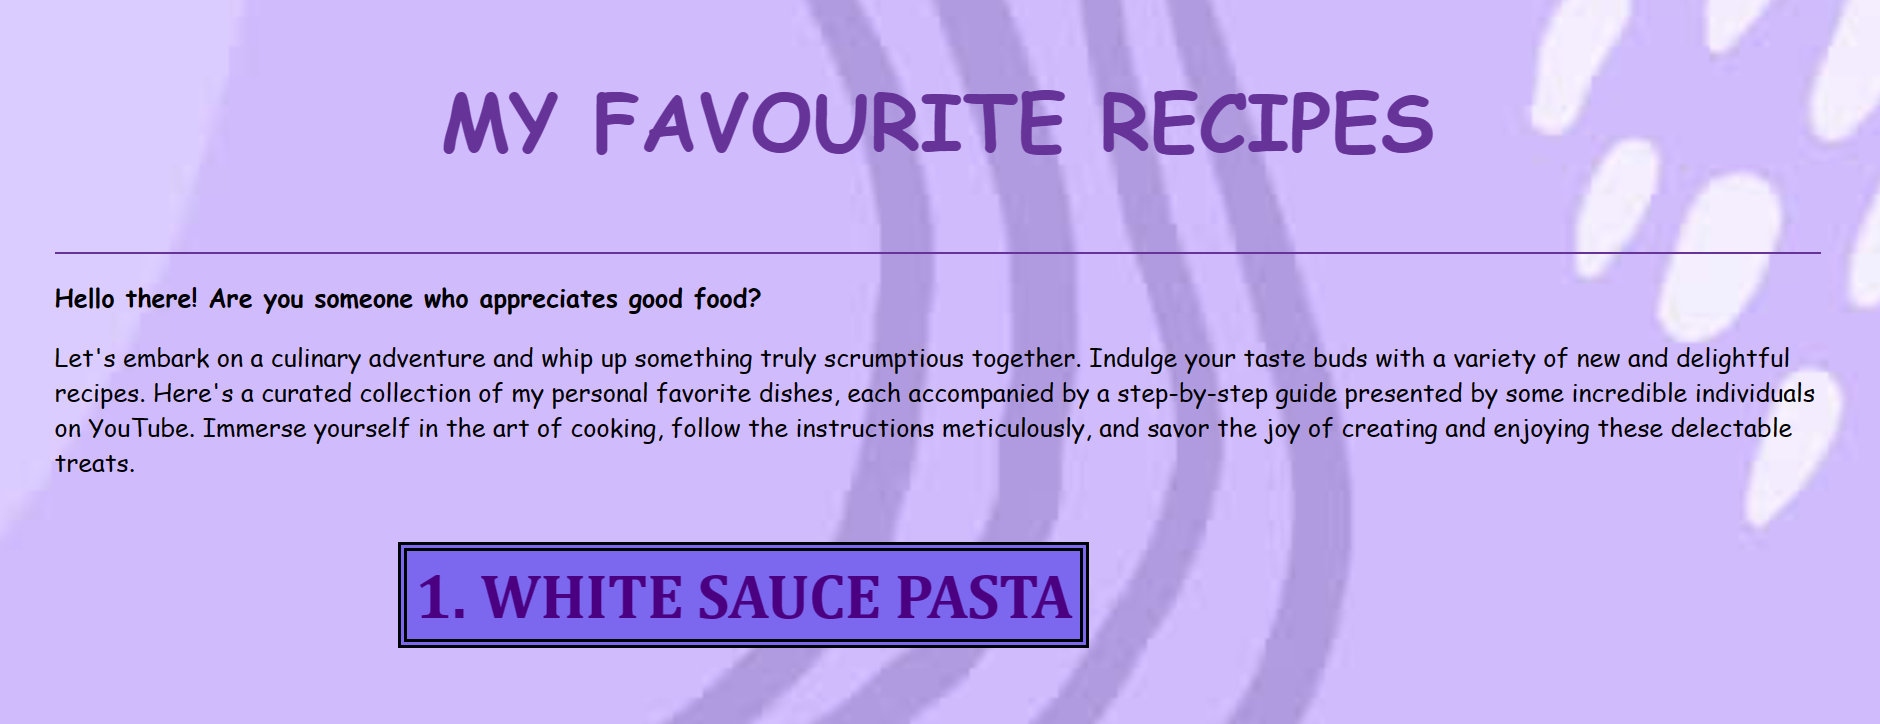 MY FAVOURITE RECIPES
Hello there! Are you someone who appreciates good food?
Let's embark on a culinary adventure and whip up something truly scrumptious together. Indulge your taste buds with a variety of new and delightful
recipes. Here's a curated collection of my personal favorite dishes, each accompanied by a step-by-step guide presented by some incredible individuals
on YouTube. Immerse yourself in the art of cooking, follow the instructions meticulously, and savor the joy of creating and enjoying these delectable
treats.
1. WHITE SAUCE PASTA